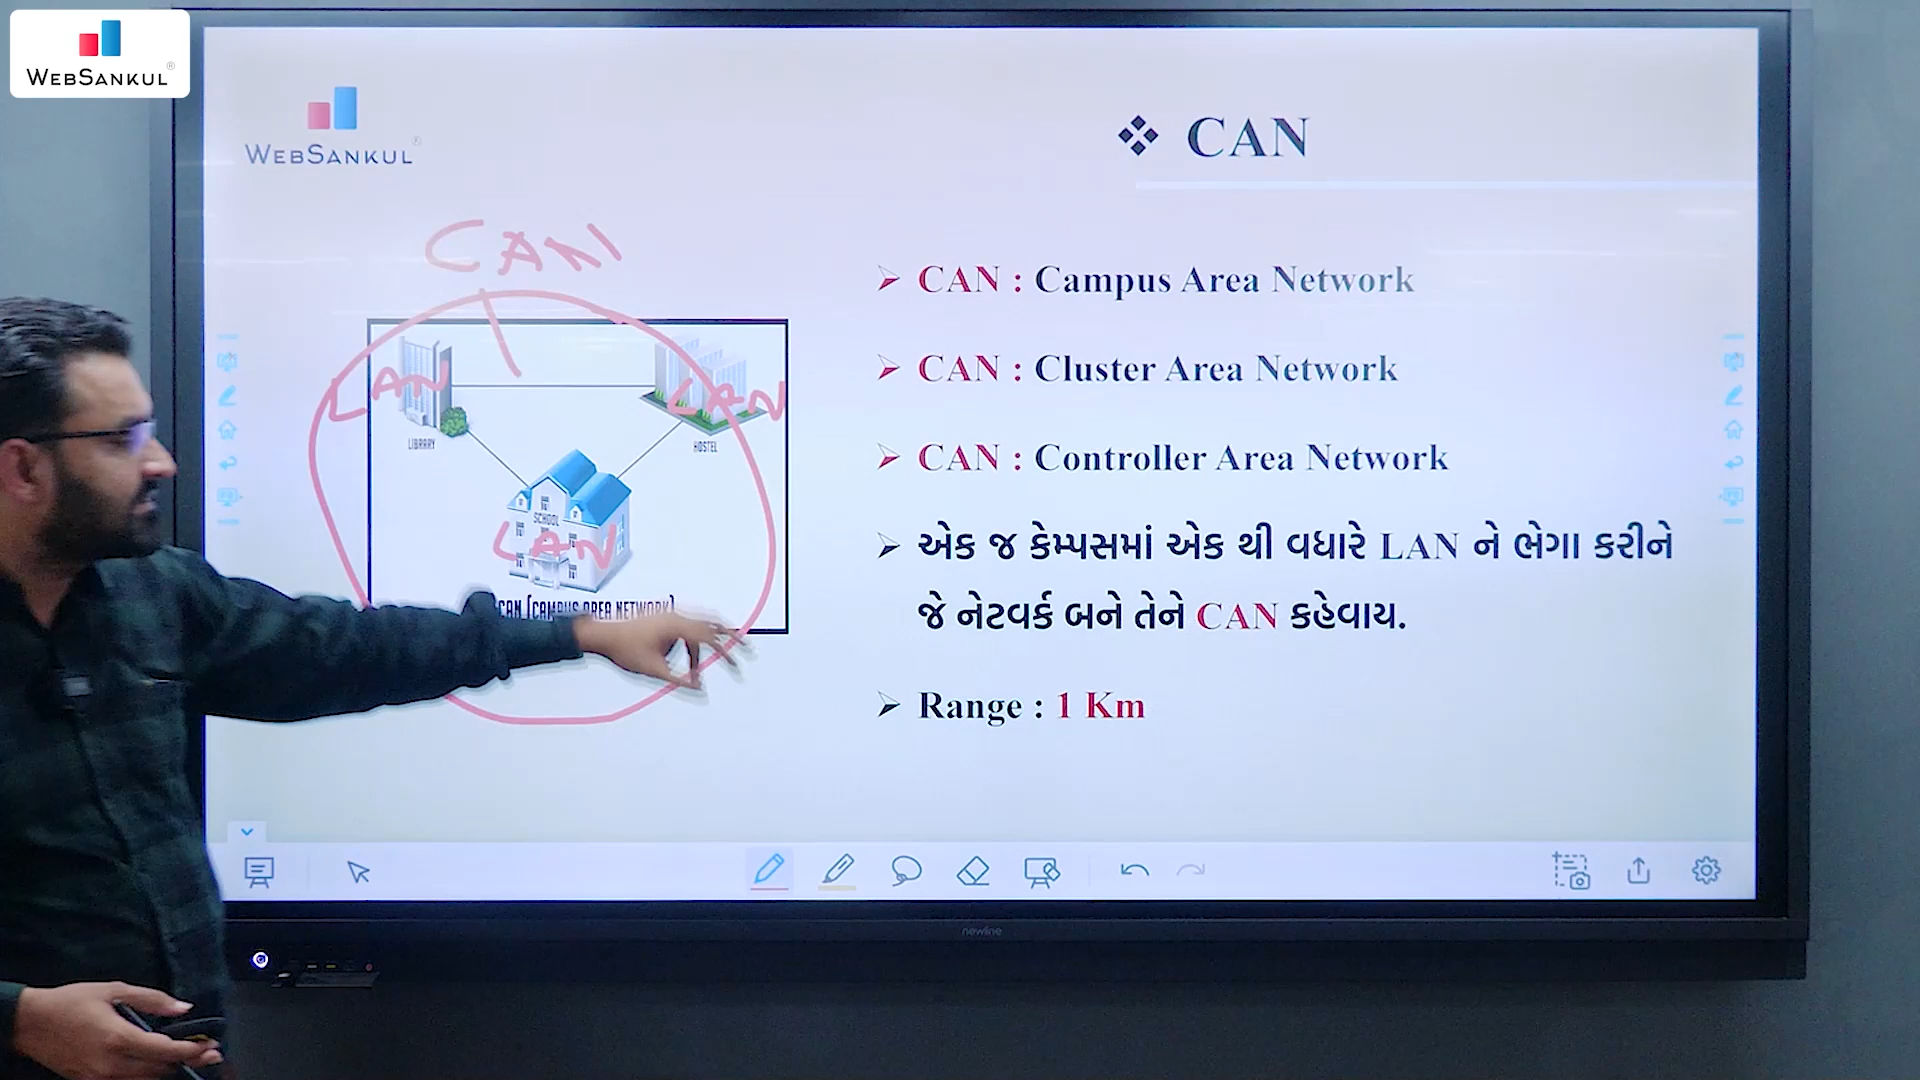 WEBSANKUL
WEBSANKUL
❖ CAN
CAN
CAN : Campus Area Network
CAN : Cluster Area Network
CAN : Controller Area Network
એક જ કેમ્પસમાં એક થી વધારે LAN ને ભેગા કરીને
જે નેટવર્ક બને તેને CAN કહેવાય.
Range : 1 Km
LAN
LAN
LIBRARY
HOSTEL
SCHOOL
LAN
CAN (CAMPUS AREA NETWORK)
newline